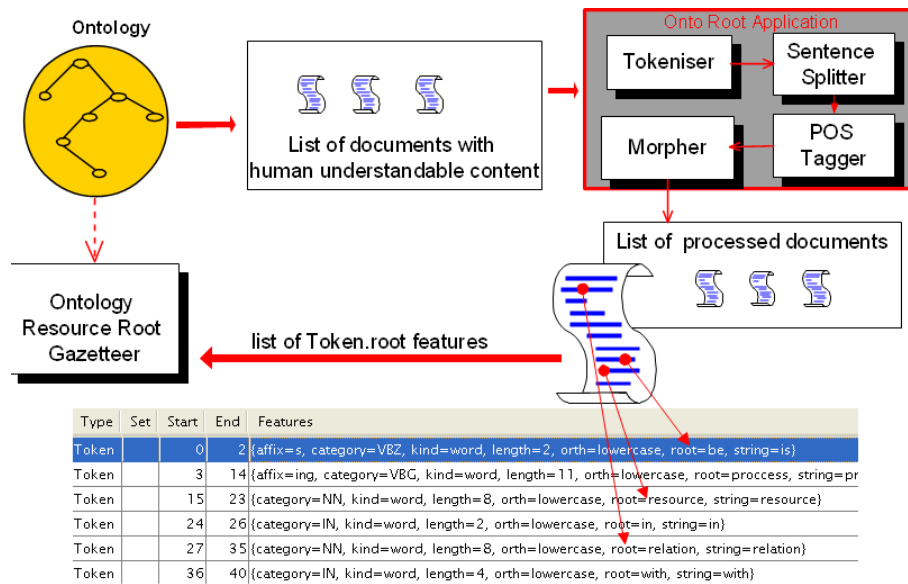 Ontology
List of documents with
human understandable content
Onto Root Application
Tokeniser
Sentence
Splitter
Morpher
POS
Tagger
List of processed documents
Ontology
Resource Root
Gazetteer
list of Token.root features
Type Set Start End Features
Token 0 2 {affix=s, category=VBZ, kind=word, length=2, orth=lowercase, root=be, string=is}
Token 3 14 {affix=ing, category=VBG, kind=word, length=11, orth=lowercase, root=proccess, string=pr
Token 15 23 {category=NN, kind=word, length=8, orth=lowercase, root=resource, string=resource}
Token 24 26 {category=IN, kind=word, length=2, orth=lowercase, root=in, string=in}
Token 27 35 {category=NN, kind=word, length=8, orth=lowercase, root=relation, string=relation}
Token 36 40 {category=IN, kind=word, length=4, orth=lowercase, root=with, string=with}